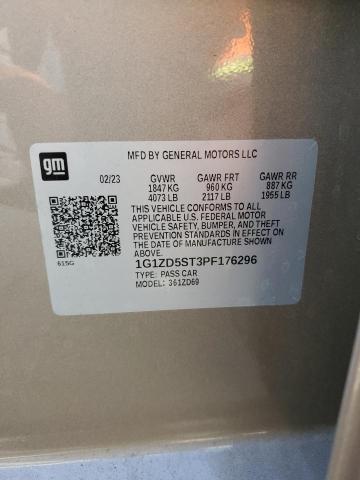 gm
MFD BY GENERAL MOTORS LLC
02/23 GVWR GAWR FRT GAWR RR
1847 KG 960 KG 887 KG
4073 LB 2117 LB 1955 LB
THIS VEHICLE CONFORMS TO ALL
APPLICABLE U.S. FEDERAL MOTOR
VEHICLE SAFETY, BUMPER, AND THEFT
PREVENTION STANDARDS IN EFFECT ON
THE DATE OF MANUFACTURE SHOWN
ABOVE.
615G
1G1ZD5ST3PF176296
TYPE: PASS CAR
MODEL: 361ZD69